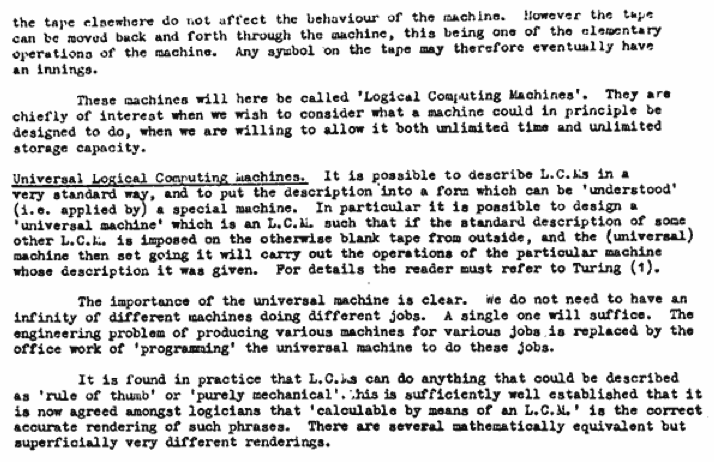 the tape elsewhere do not affect the behaviour of the machine. However the tape
can be moved back and forth through the machine, this being one of the elementary
operations of the machine. Any symbol on the tape may therefore eventually have
an innings.
These machines will here be called 'Logical Computing Machines'. They are
chiefly of interest when we wish to consider what a machine could in principle be
designed to do, when we are willing to allow it both unlimited time and unlimited
storage capacity.
Universal Logical Computing Machines. It is possible to describe L.C.Ms in a
very standard way, and to put the description into a form which can be 'understood'
(i.e. applied by) a special machine. In particular it is possible to design a
'universal machine' which is an L.C.M. such that if the standard description of some
other L.C.M. is imposed on the otherwise blank tape from outside, and the (universal)
machine then set going it will carry out the operations of the particular machine
whose description it was given. For details the reader must refer to Turing (1).
The importance of the universal machine is clear. We do not need to have an
infinity of different machines doing different jobs. A single one will suffice. The
engineering problem of producing various machines for various jobs is replaced by the
office work of 'programming' the universal machine to do these jobs.
It is found in practice that L.C.Ms can do anything that could be described
as 'rule of thumb' or 'purely mechanical'. This is sufficiently well established that it
is now agreed amongst logicians that 'calculable by means of an L.C.M.' is the correct
accurate rendering of such phrases. There are several mathematically equivalent but
superficially very different renderings.